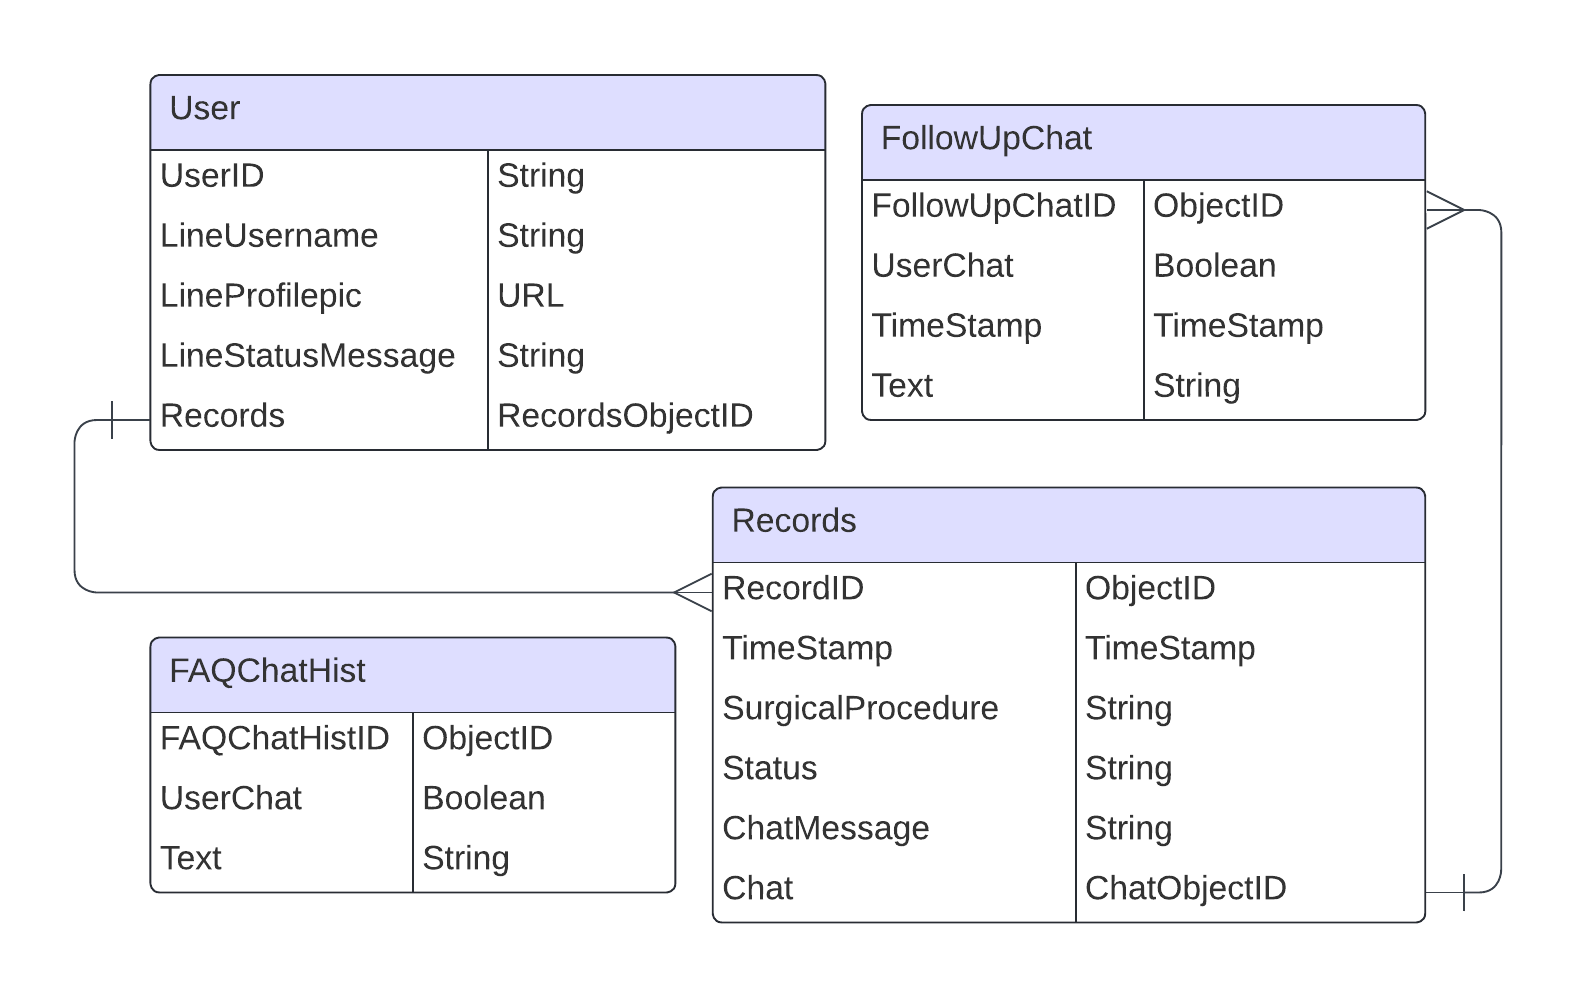 User
UserID String
LineUsername String
LineProfilepic URL
LineStatusMessage String
Records RecordsObjectID
FollowUpChat
FollowUpChatID ObjectID
UserChat Boolean
TimeStamp TimeStamp
Text String
Records
RecordID ObjectID
TimeStamp TimeStamp
SurgicalProcedure String
Status String
ChatMessage String
Chat ChatObjectID
FAQChatHist
FAQChatHistID ObjectID
UserChat Boolean
Text String